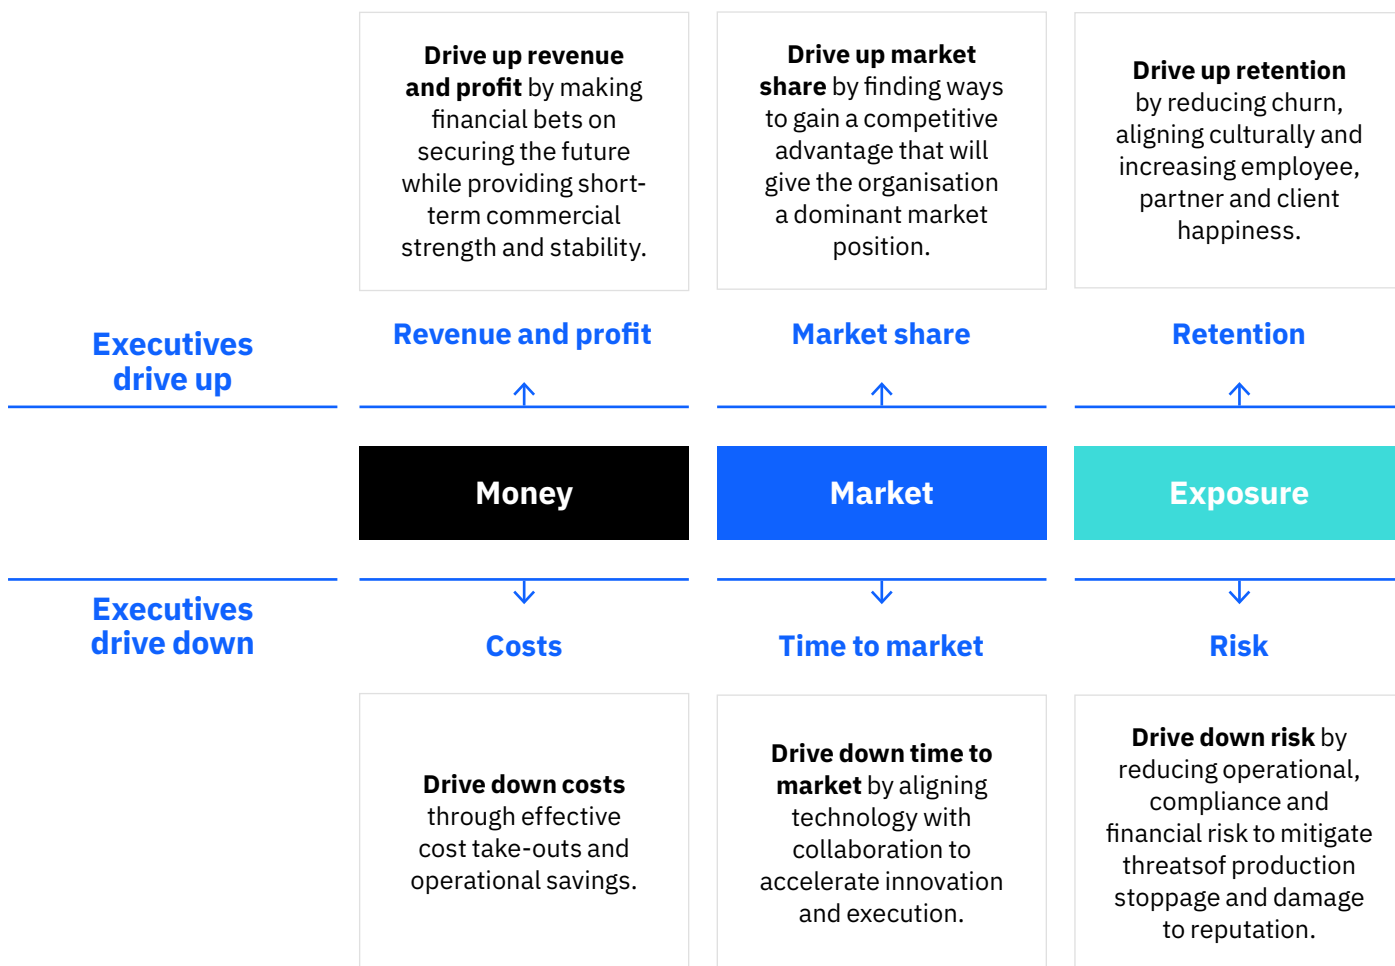 Drive up revenue
and profit by making
financial bets on
securing the future
while providing short-
term commercial
strength and stability.
Drive up market
share by finding ways
to gain a competitive
advantage that will
give the organisation
a dominant market
position.
Drive up retention
by reducing churn,
aligning culturally and
increasing employee,
partner and client
happiness.
Executives
drive up
Revenue and profit
Market share
Retention
Money
Market
Exposure
Executives
drive down
Costs
Time to market
Risk
Drive down costs
through effective
cost take-outs and
operational savings.
Drive down time to
market by aligning
technology with
collaboration to
accelerate innovation
and execution.
Drive down risk by
reducing operational,
compliance and
financial risk to mitigate
threatsof production
stoppage and damage
to reputation.